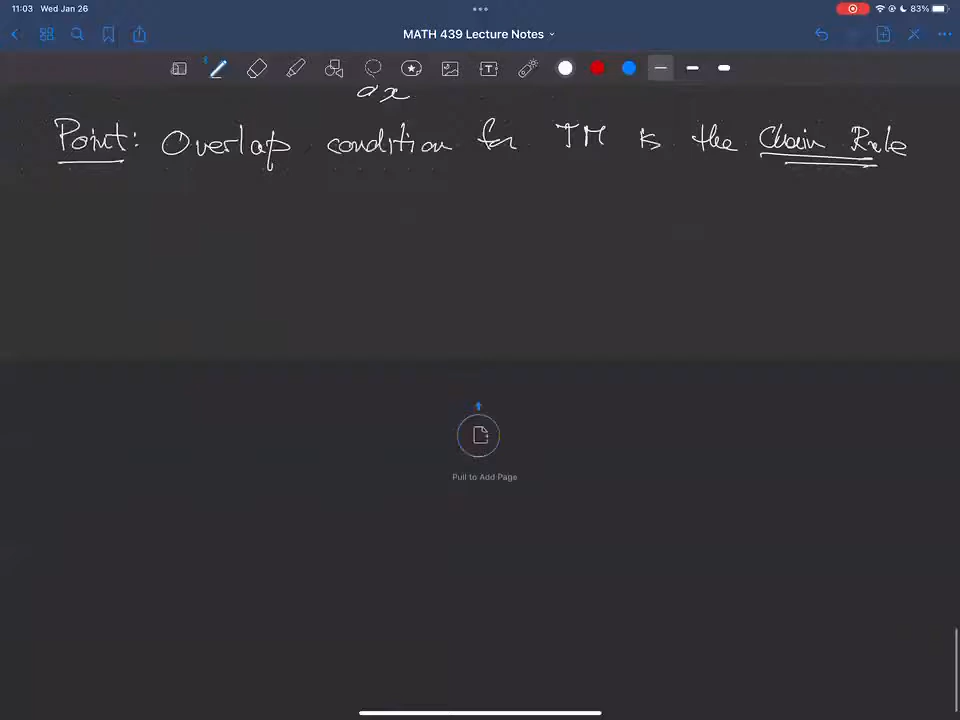 11:03 Wed Jan 26
83%
MATH 439 Lecture Notes
∂x
Point: Overlap condition for TM is the Chain Rule
Pull to Add Page